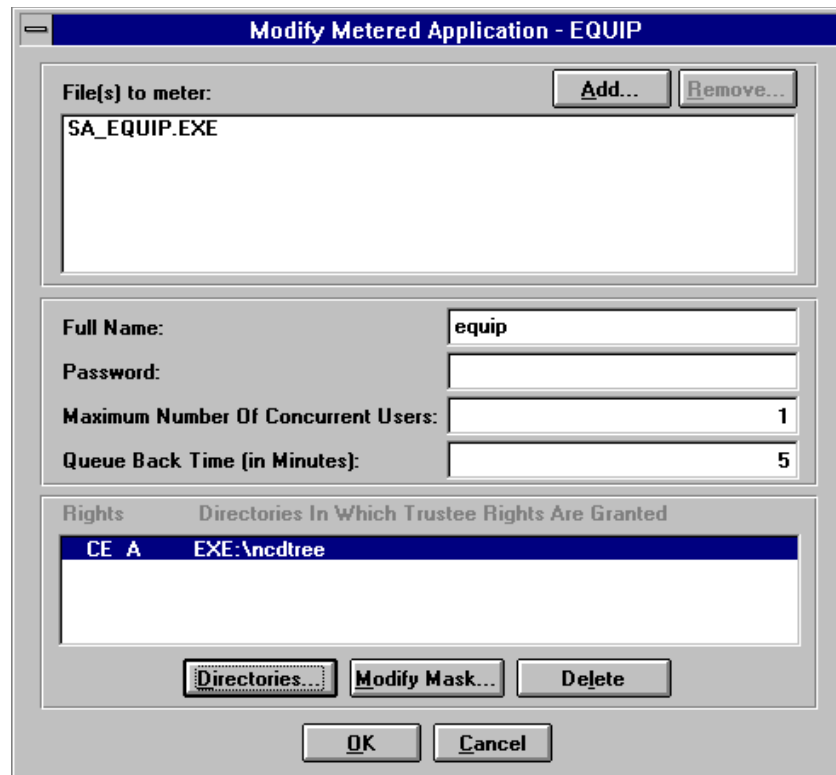 Modify Metered Application - EQUIP
File(s) to meter:
Add...
Remove...
SA_EQUIP.EXE
Full Name:
equip
Password:
Maximum Number Of Concurrent Users:
1
Queue Back Time (in Minutes):
5
Rights Directories In Which Trustee Rights Are Granted
CE A EXE:\ncdtree
Directories...
Modify Mask...
Delete
OK
Cancel